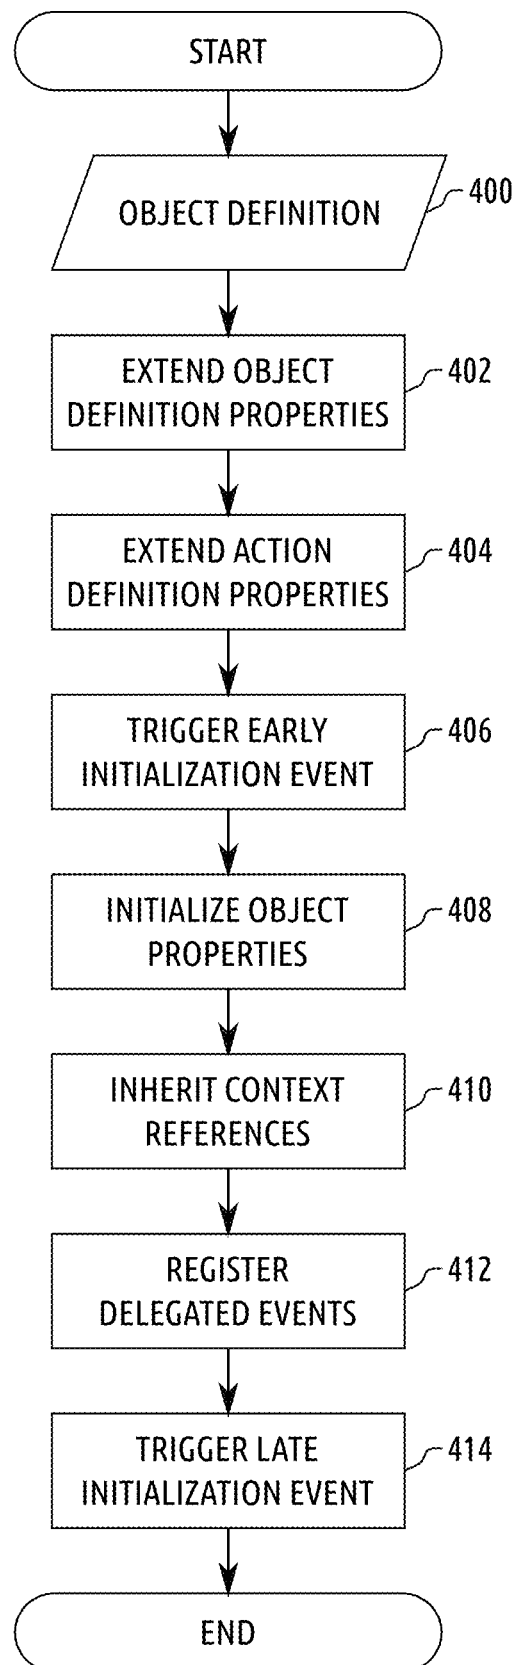 START
OBJECT DEFINITION
400
EXTEND OBJECT
DEFINITION PROPERTIES
402
EXTEND ACTION
DEFINITION PROPERTIES
404
TRIGGER EARLY
INITIALIZATION EVENT
406
INITIALIZE OBJECT
PROPERTIES
408
INHERIT CONTEXT
REFERENCES
410
REGISTER
DELEGATED EVENTS
412
TRIGGER LATE
INITIALIZATION EVENT
414
END